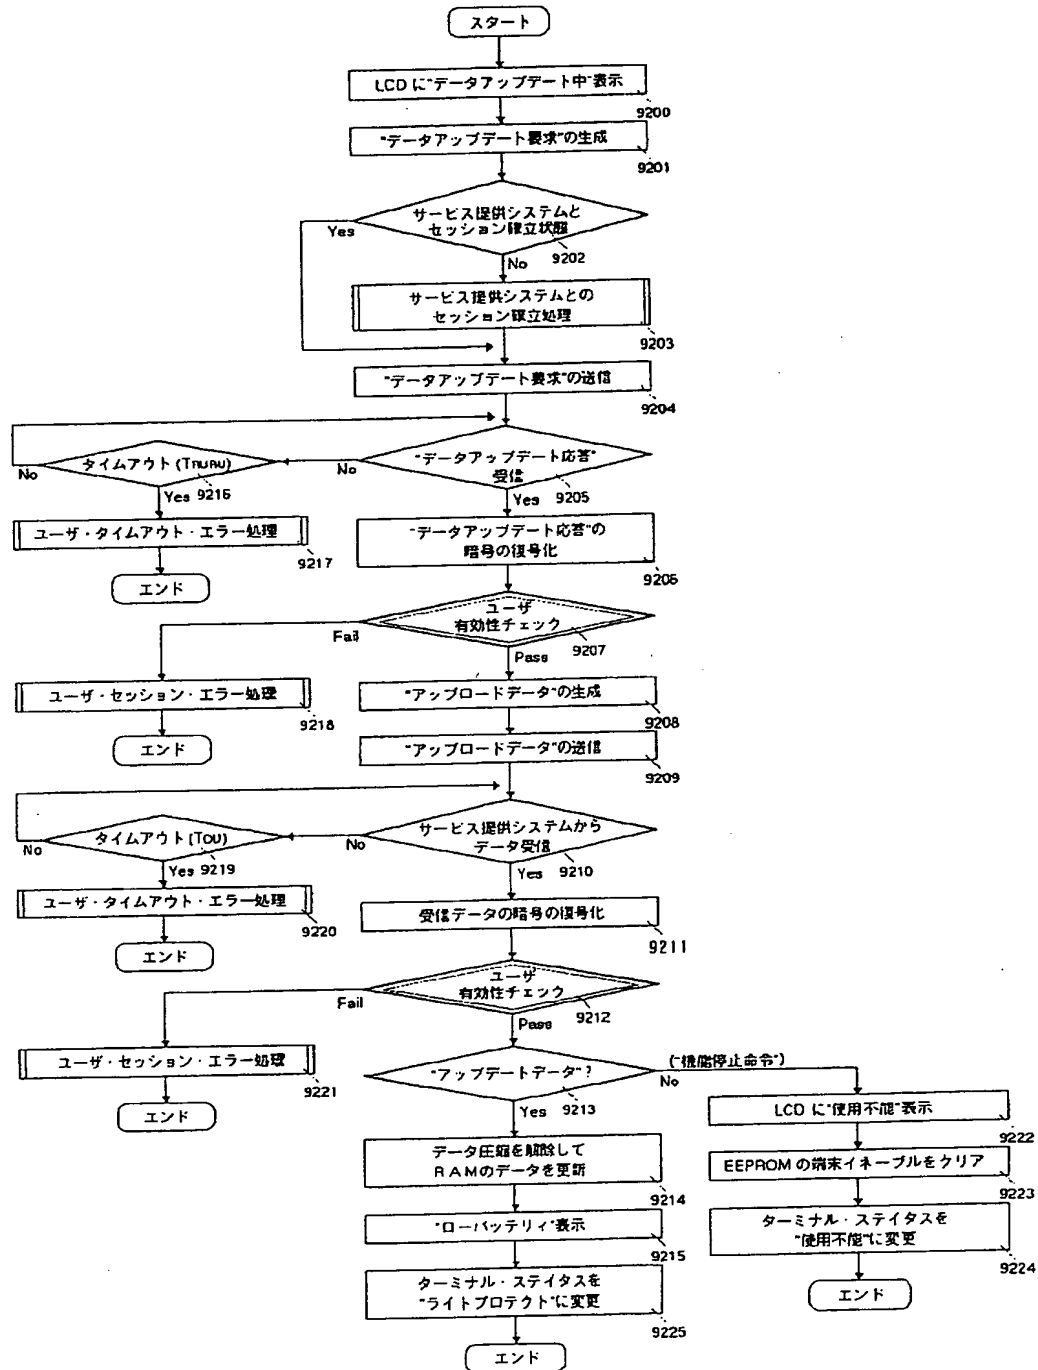 スタート
LCD に"データアップデート中"表示
9200
"データアップデート要求"の生成
9201
サービス提供システムと
セッション確立状態
9202
Yes
No
サービス提供システムとの
セッション確立処理
9203
"データアップデート要求"の送信
9204
"データアップデート応答"
受信
9205
No
Yes
タイムアウト
9216
No
Yes
ユーザ・タイムアウト・エラー処理
9217
エンド
"データアップデート応答"の
暗号の復号化
9206
ユーザ
有効性チェック
9207
Fail
Pass
ユーザ・セッション・エラー処理
9218
エンド
"アップロードデータ"の生成
9208
"アップロードデータ"の送信
9209
サービス提供システムから
データ受信
9210
No
Yes
タイムアウト (TDU)
9219
No
Yes
ユーザ・タイムアウト・エラー処理
9220
エンド
受信データの暗号の復号化
9211
ユーザ
有効性チェック
9212
Fail
Pass
ユーザ・セッション・エラー処理
9221
エンド
"アップデートデータ"?
9213
("機能停止命令")
No
Yes
LCD に"使用不能"表示
9222
EEPROM の端末イネーブルをクリア
9223
ターミナル・ステイタスを
"使用不能"に変更
9224
エンド
データ圧縮を解除して
RAMのデータを更新
9214
"ローバッテリィ"表示
9215
ターミナル・ステイタスを
"ライトプロテクト"に変更
9225
エンド